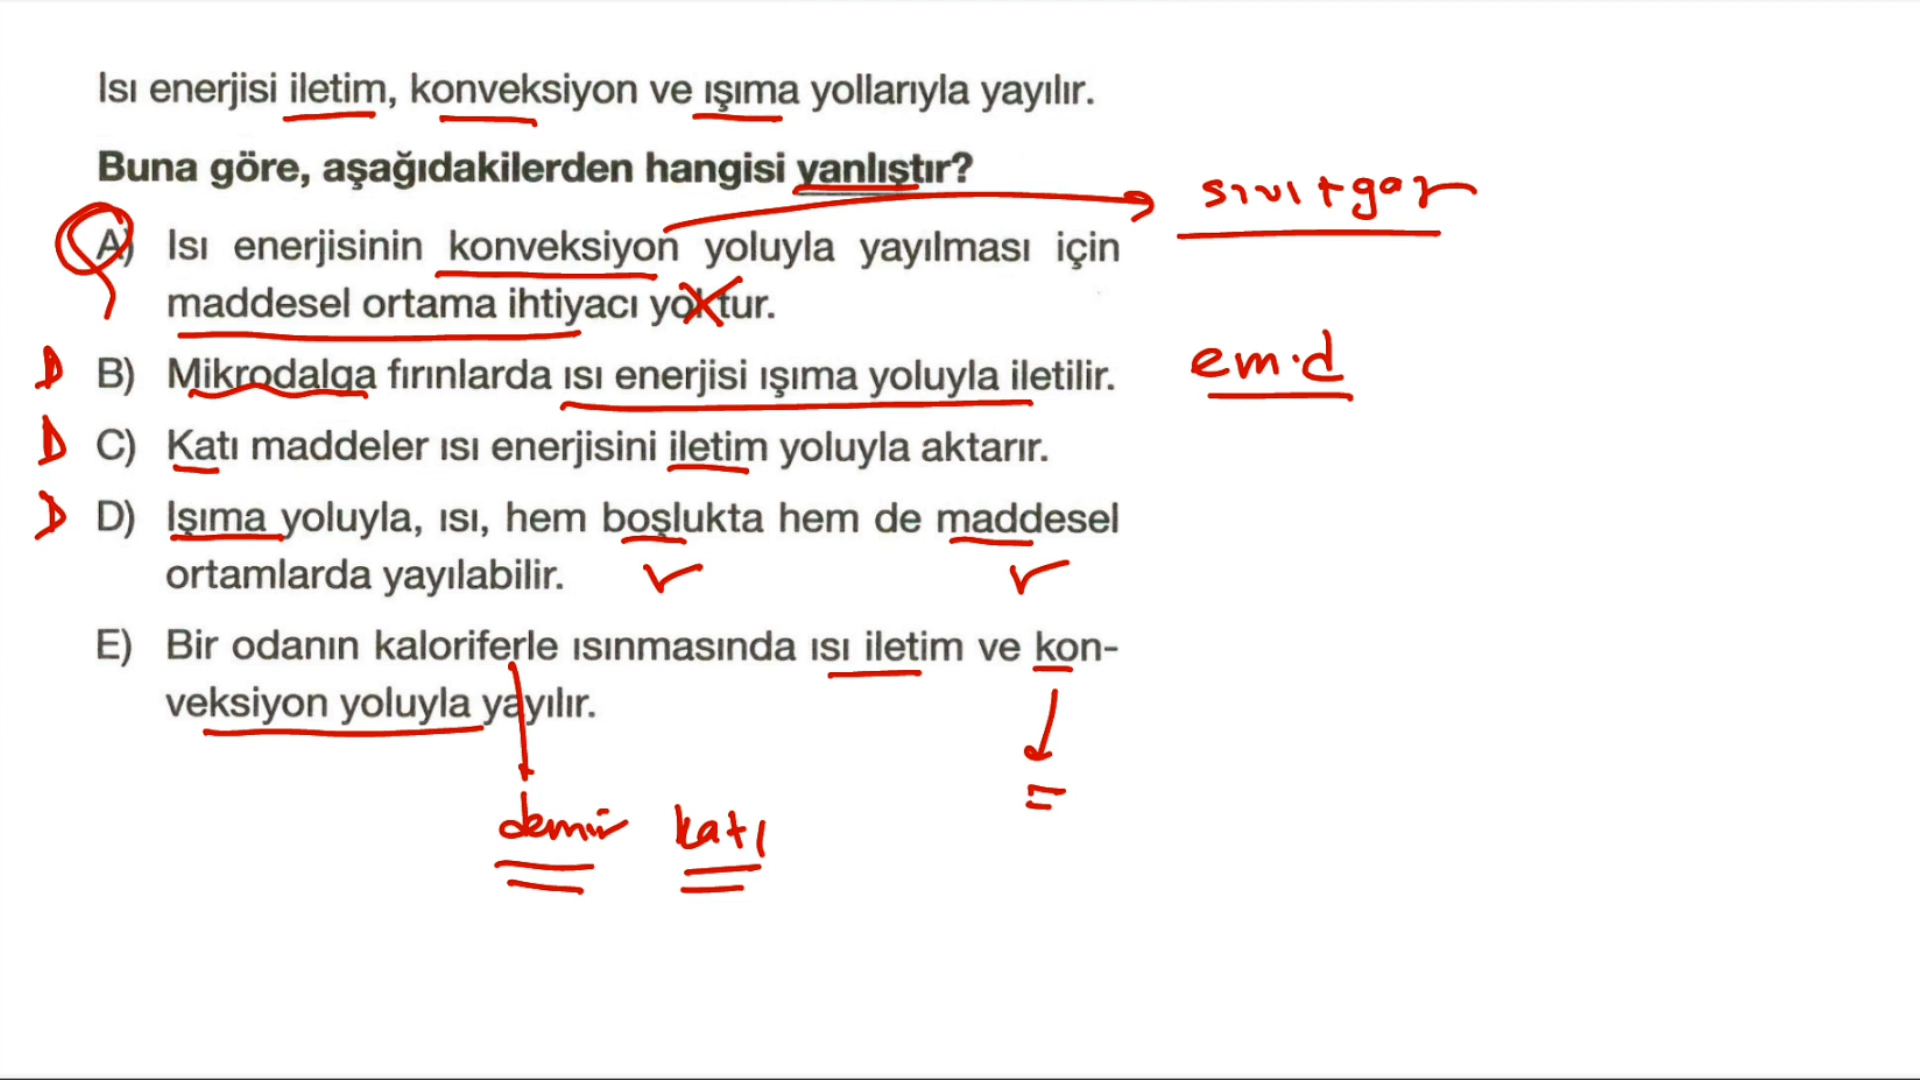 Isı enerjisi iletim, konveksiyon ve ışıma yollarıyla yayılır.
Buna göre, aşağıdakilerden hangisi yanlıştır?
sıvı+gaz
A) Isı enerjisinin konveksiyon yoluyla yayılması için
maddesel ortama ihtiyacı yoktur.
D B) Mikrodalga fırınlarda ısı enerjisi ışıma yoluyla iletilir.
em.d
D C) Katı maddeler ısı enerjisini iletim yoluyla aktarır.
D D) Işıma yoluyla, ısı, hem boşlukta hem de maddesel
ortamlarda yayılabilir.
E) Bir odanın kaloriferle ısınmasında ısı iletim ve kon-
veksiyon yoluyla yayılır.
demir katı